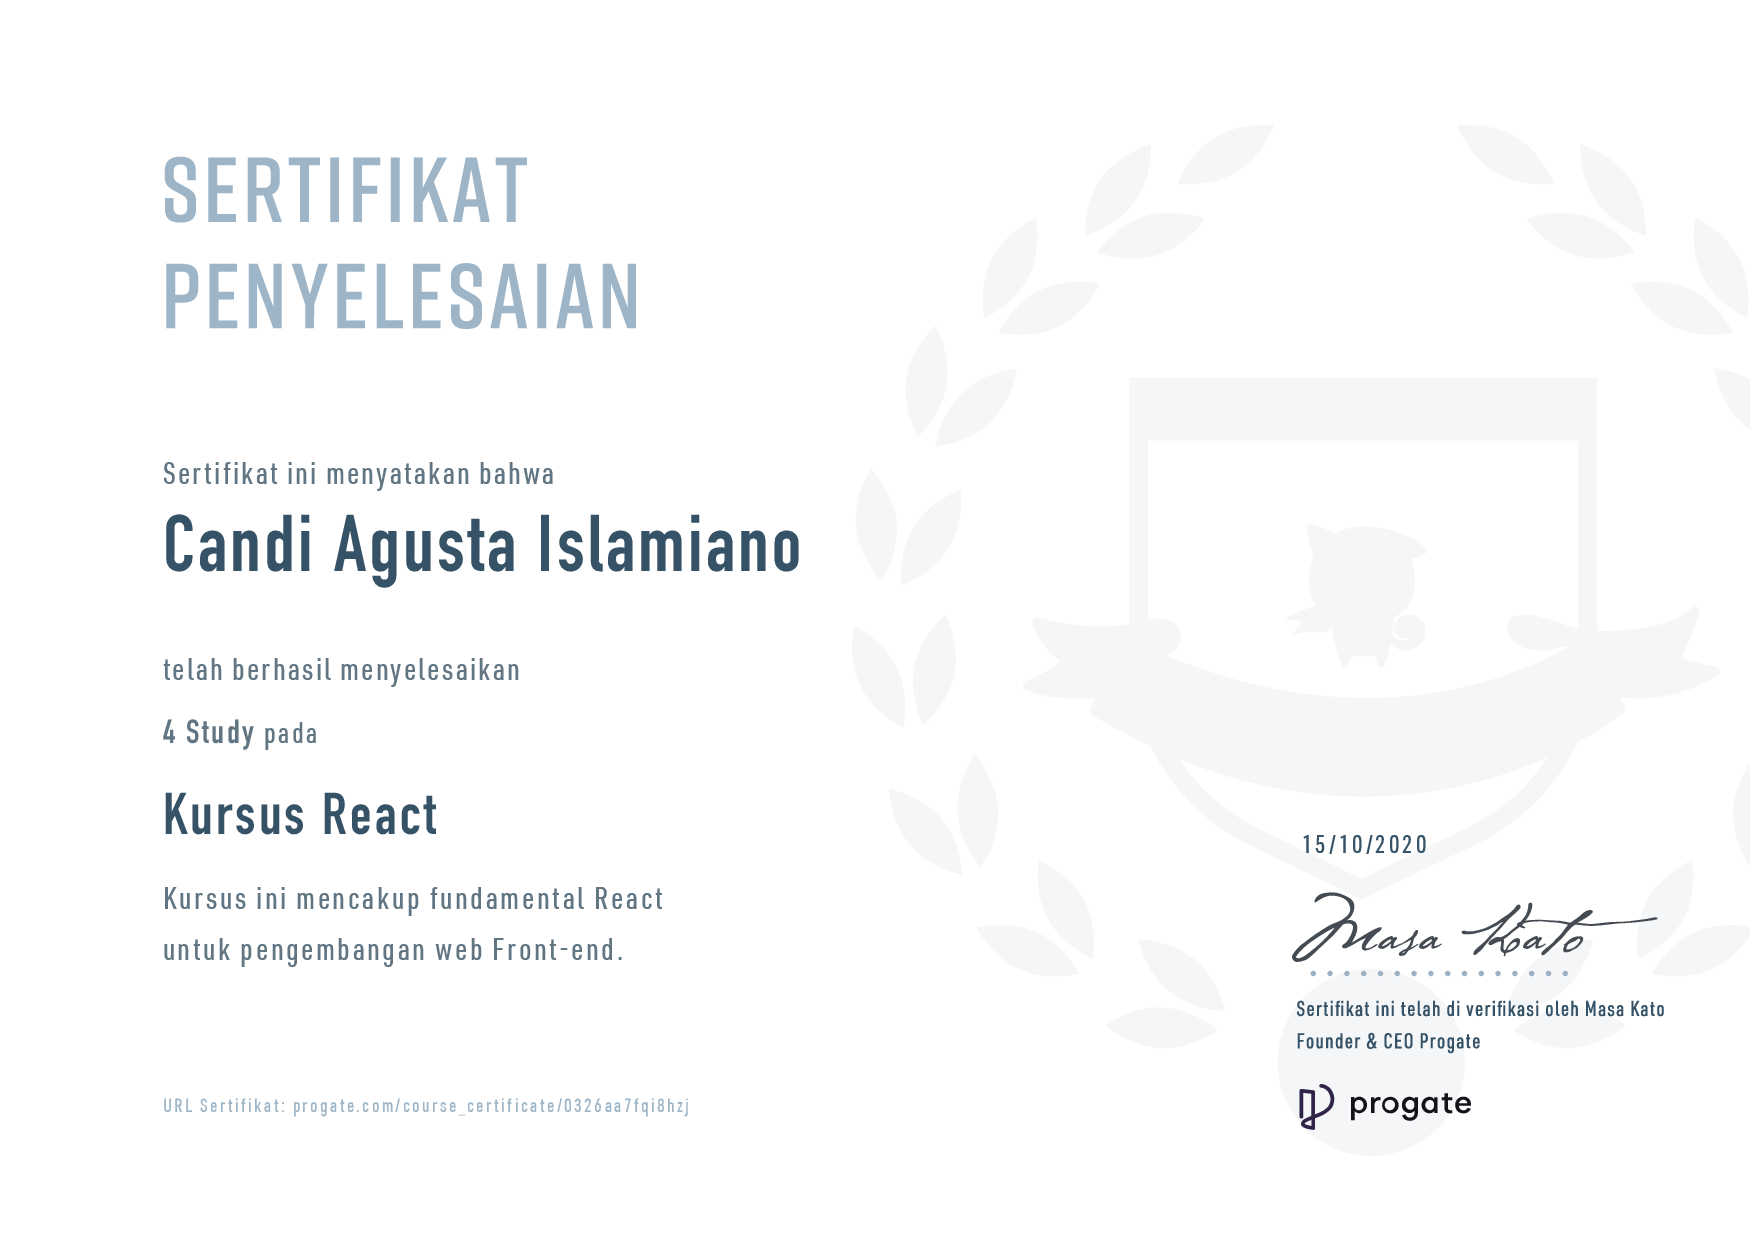 SERTIFIKAT
PENYELESAIAN
Sertifikat ini menyatakan bahwa
Candi Agusta Islamiano
telah berhasil menyelesaikan
4 Study pada
Kursus React
Kursus ini mencakup fundamental React
untuk pengembangan web Front-end.
URL Sertifikat: progate.com/course_certificate/0326aa7fqi8hzj
15/10/2020
Masa Kato
Sertifikat ini telah di verifikasi oleh Masa Kato
Founder & CEO Progate
progate